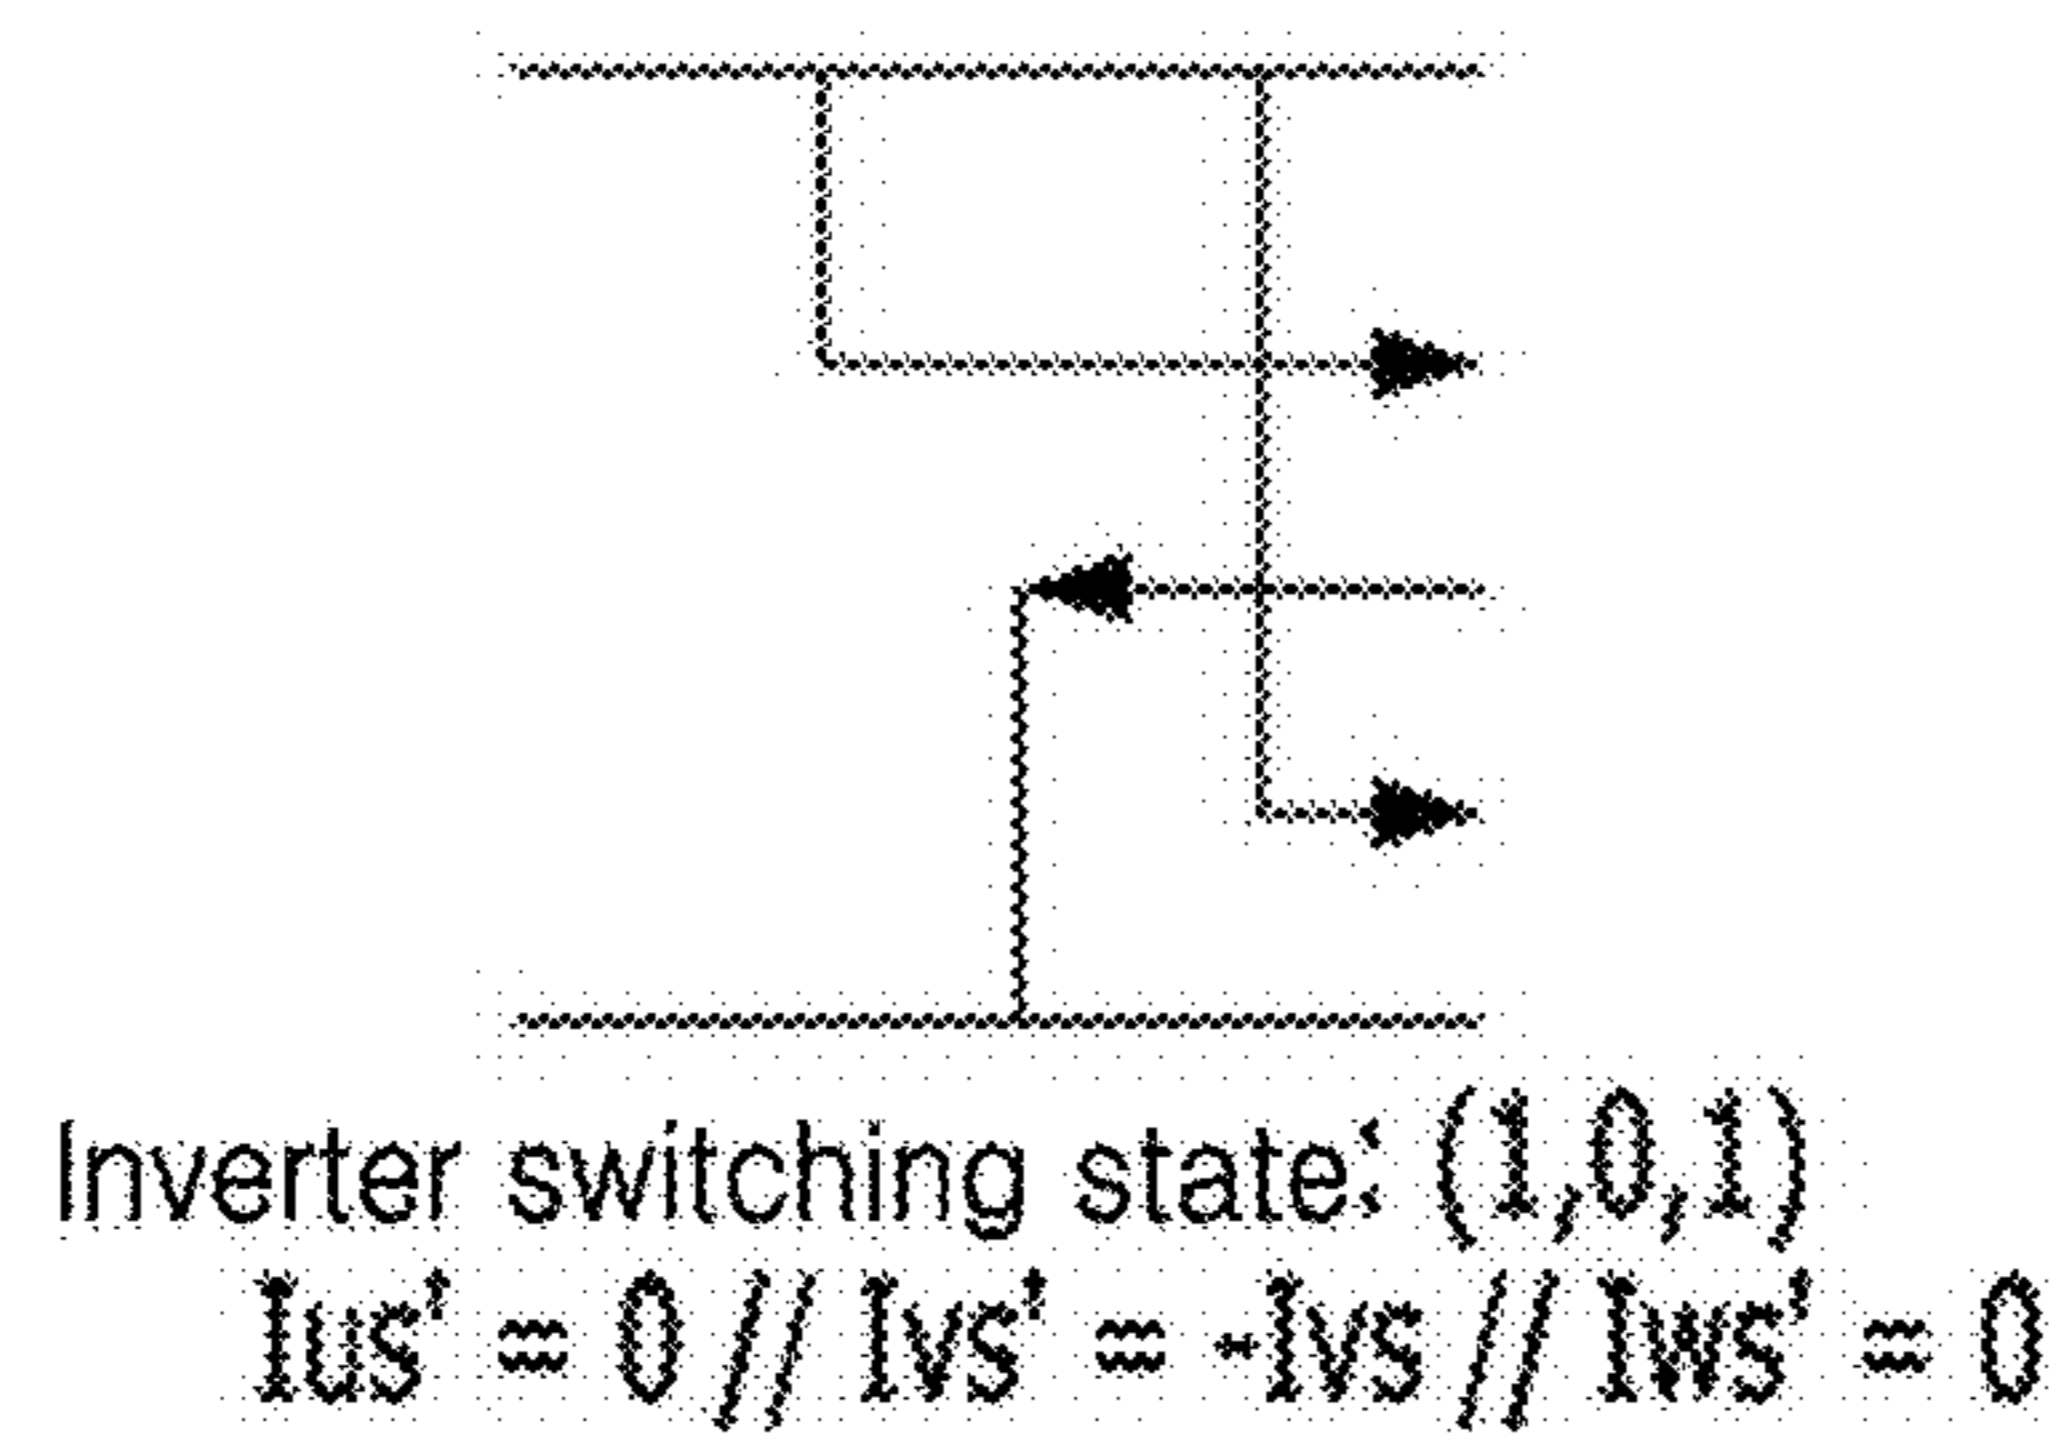 Inverter switching state: (1,0,1)
Ius' = 0 // Ivs' = -Ivs // Iws' = 0